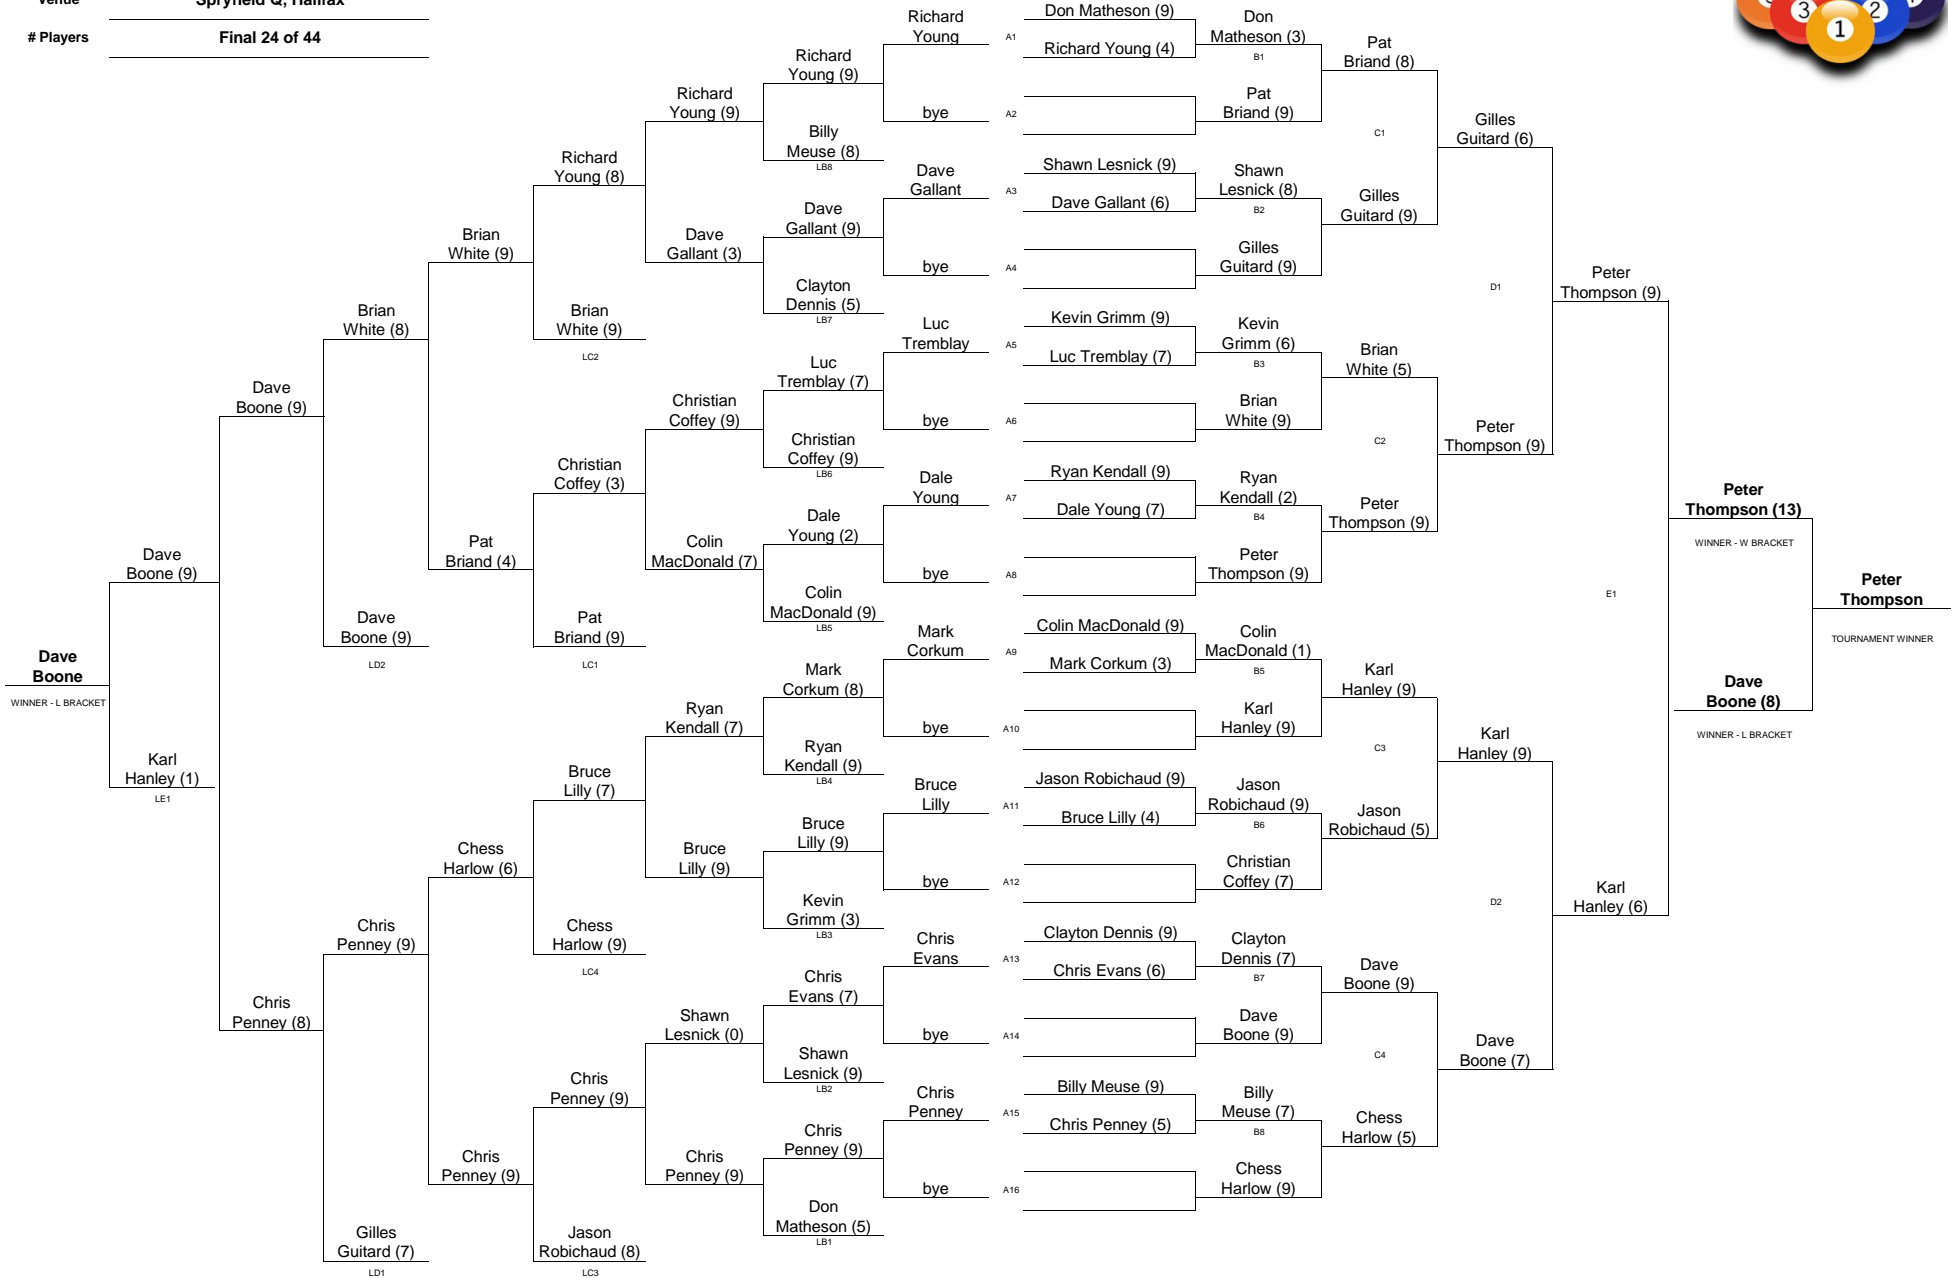 Venue
Spryfield Q, Halifax
# Players
Final 24 of 44
3
1
2
Dave
Boone
WINNER - L BRACKET
Dave
Boone (9)
Karl
Hanley (1)
LE1
Dave
Boone (9)
Chris
Penney (8)
Brian
White (8)
Dave
Boone (9)
LD2
Chris
Penney (9)
Gilles
Guitard (7)
LD1
Brian
White (9)
Pat
Briand (4)
Chess
Harlow (6)
Chris
Penney (9)
Richard
Young (8)
Brian
White (9)
LC2
Christian
Coffey (3)
Pat
Briand (9)
LC1
Bruce
Lilly (7)
Chess
Harlow (9)
LC4
Chris
Penney (9)
Jason
Robichaud (8)
LC3
Richard
Young (9)
Dave
Gallant (3)
Christian
Coffey (9)
Colin
MacDonald (7)
Ryan
Kendall (7)
Bruce
Lilly (9)
Shawn
Lesnick (0)
Chris
Penney (9)
Richard
Young (9)
Billy
Meuse (8)
LB8
Dave
Gallant (9)
Clayton
Dennis (5)
LB7
Luc
Tremblay (7)
Christian
Coffey (9)
LB6
Dale
Young (2)
Colin
MacDonald (9)
LB5
Mark
Corkum (8)
Ryan
Kendall (9)
LB4
Bruce
Lilly (9)
Kevin
Grimm (3)
LB3
Chris
Evans (7)
Shawn
Lesnick (9)
LB2
Chris
Penney (9)
Don
Matheson (5)
LB1
Richard
Young
bye
Dave
Gallant
bye
Luc
Tremblay
bye
Dale
Young
bye
Mark
Corkum
bye
Bruce
Lilly
bye
Chris
Evans
bye
Chris
Penney
bye
A1
A2
A3
A4
A5
A6
A7
A8
A9
A10
A11
A12
A13
A14
A15
A16
Don Matheson (9)
Richard Young (4)
Shawn Lesnick (9)
Dave Gallant (6)
Kevin Grimm (9)
Luc Tremblay (7)
Ryan Kendall (9)
Dale Young (7)
Colin MacDonald (9)
Mark Corkum (3)
Jason Robichaud (9)
Bruce Lilly (4)
Clayton Dennis (9)
Chris Evans (6)
Billy Meuse (9)
Chris Penney (5)
Don
Matheson (3)
B1
Pat
Briand (9)
Shawn
Lesnick (8)
B2
Gilles
Guitard (9)
Kevin
Grimm (6)
B3
Brian
White (9)
Ryan
Kendall (2)
B4
Peter
Thompson (9)
Colin
MacDonald (1)
B5
Karl
Hanley (9)
Jason
Robichaud (9)
B6
Christian
Coffey (7)
Clayton
Dennis (7)
B7
Dave
Boone (9)
Billy
Meuse (7)
B8
Chess
Harlow (9)
Pat
Briand (8)
C1
Gilles
Guitard (9)
Brian
White (5)
C2
Peter
Thompson (9)
Karl
Hanley (9)
C3
Jason
Robichaud (5)
Dave
Boone (9)
C4
Chess
Harlow (5)
Gilles
Guitard (6)
D1
Peter
Thompson (9)
Karl
Hanley (9)
D2
Dave
Boone (7)
Peter
Thompson (9)
E1
Karl
Hanley (6)
Peter
Thompson (13)
WINNER - W BRACKET
Dave
Boone (8)
WINNER - L BRACKET
Peter
Thompson
TOURNAMENT WINNER